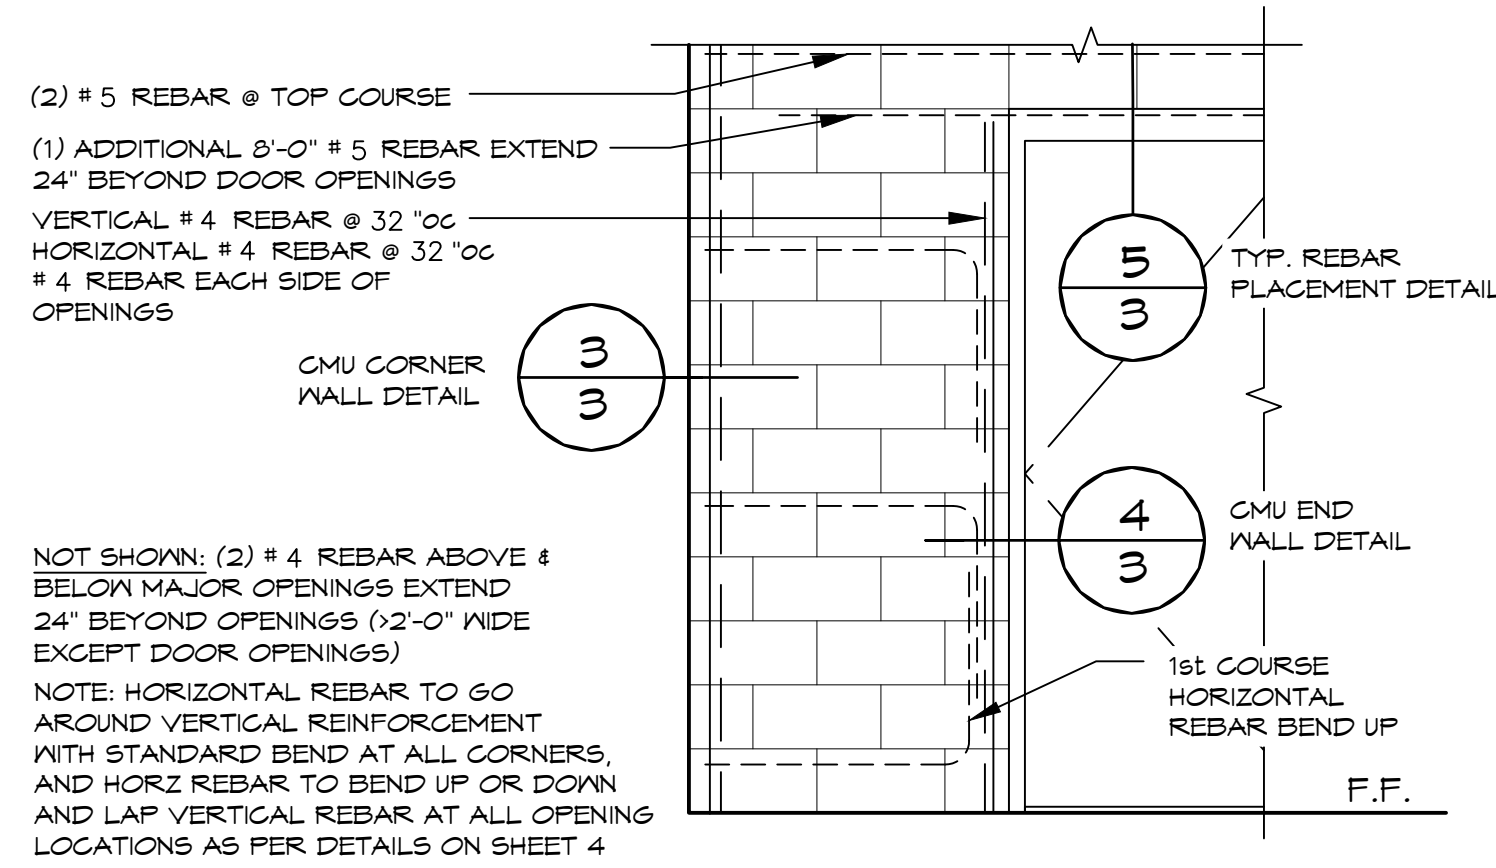 (2) # 5 REBAR @ TOP COURSE
(1) ADDITIONAL 8'-0" # 5 REBAR EXTEND
24" BEYOND DOOR OPENINGS
VERTICAL # 4 REBAR @ 32 "oc
HORIZONTAL # 4 REBAR @ 32 "oc
# 4 REBAR EACH SIDE OF
OPENINGS
CMU CORNER
WALL DETAIL
3
3
5
3
TYP. REBAR
PLACEMENT DETAIL
4
3
CMU END
WALL DETAIL
NOT SHOWN: (2) # 4 REBAR ABOVE &
BELOW MAJOR OPENINGS EXTEND
24" BEYOND OPENINGS (>2'-0" WIDE
EXCEPT DOOR OPENINGS)
NOTE: HORIZONTAL REBAR TO GO
AROUND VERTICAL REINFORCEMENT
WITH STANDARD BEND AT ALL CORNERS,
AND HORZ REBAR TO BEND UP OR DOWN
AND LAP VERTICAL REBAR AT ALL OPENING
LOCATIONS AS PER DETAILS ON SHEET 4
1st COURSE
HORIZONTAL
REBAR BEND UP
F.F.